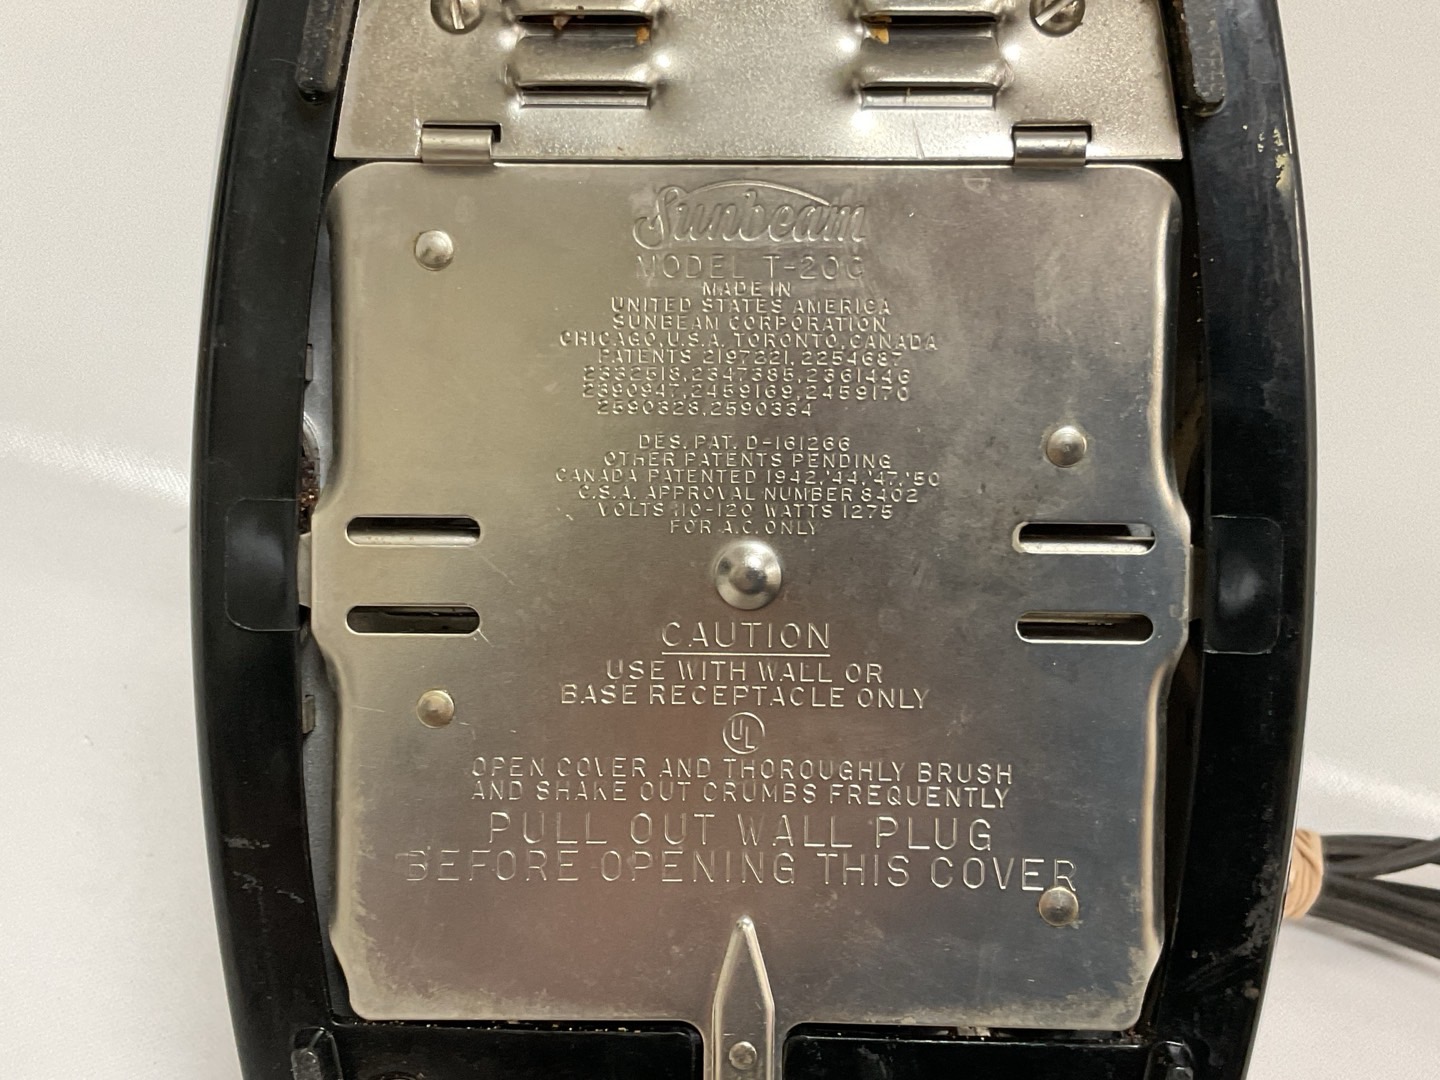 Sunbeam
MODEL T-20C
MADE IN
UNITED STATES AMERICA
SUNBEAM CORPORATION
CHICAGO, U.S.A. TORONTO, CANADA
PATENTS 2197221, 2254687
2332518, 2347385, 2361446
2390947, 2459169, 2459170
2590328, 2590334
DES. PAT. D-161266
OTHER PATENTS PENDING
CANADA PATENTED 1942, '44, '47, '50
C.S.A. APPROVAL NUMBER 8402
VOLTS 110-120 WATTS 1275
FOR A.C. ONLY
CAUTION
USE WITH WALL OR
BASE RECEPTACLE ONLY
UL
OPEN COVER AND THOROUGHLY BRUSH
AND SHAKE OUT CRUMBS FREQUENTLY
PULL OUT WALL PLUG
BEFORE OPENING THIS COVER